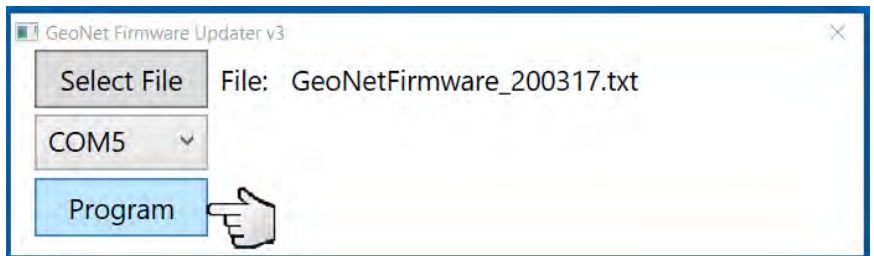 GeoNet Firmware Updater v3
Select File File: GeoNetFirmware_200317.txt
COM5
Program